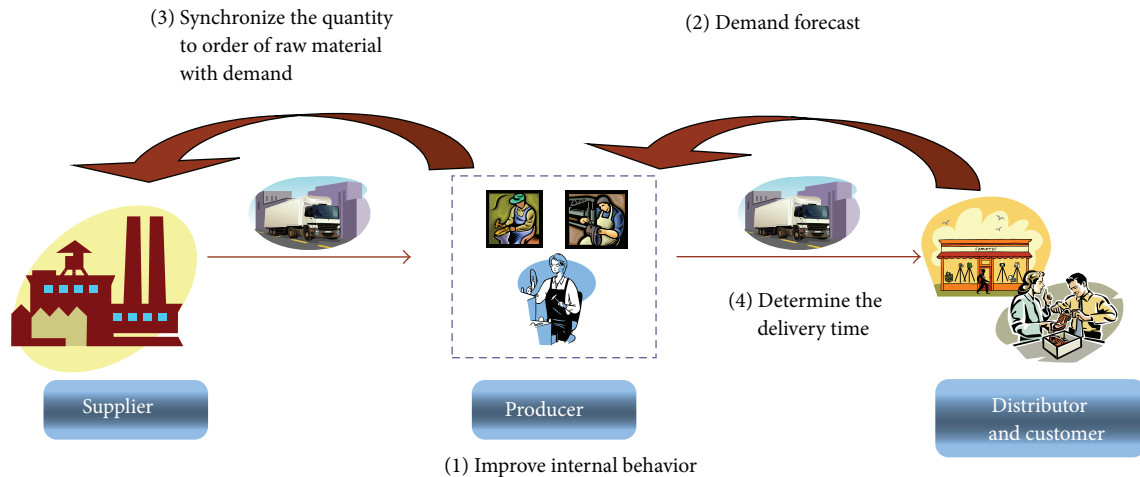 (3) Synchronize the quantity
to order of raw material
with demand
(2) Demand forecast
(4) Determine the
delivery time
Supplier
Producer
Distributor
and customer
(1) Improve internal behavior